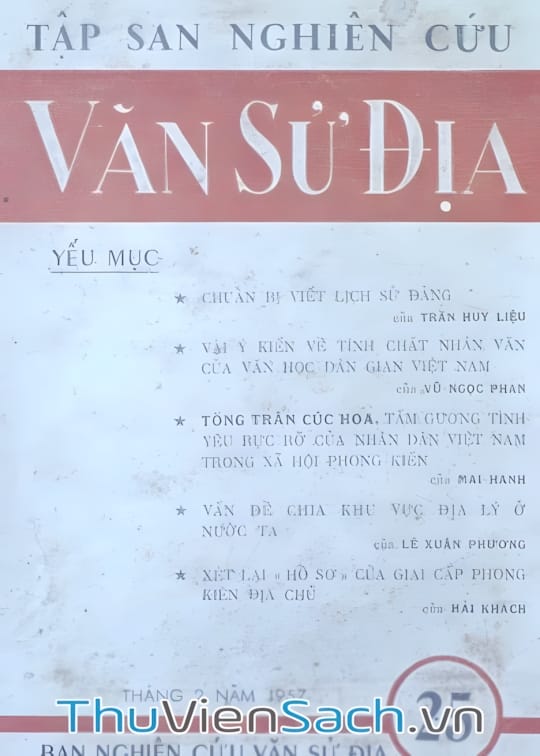 TẬP SAN NGHIÊN CỨU
VĂN SỬ ĐỊA
YẾU MỤC
★ CHUẨN BỊ VIẾT LỊCH SỬ ĐẢNG
của TRẦN HUY LIỆU
★ VÀI Ý KIẾN VỀ TÍNH CHẤT NHÂN VĂN
CỦA VĂN HỌC DÂN GIAN VIỆT NAM
của VŨ NGỌC PHAN
★ TỐNG TRÂN CÚC HOA, TẤM GƯƠNG TÌNH
YÊU RỰC RỠ CỦA NHÂN DÂN VIỆT NAM
TRONG XÃ HỘI PHONG KIẾN
của MAI HANH
★ VẤN ĐỀ CHIA KHU VỰC ĐỊA LÝ Ở
NƯỚC TA
của LÊ XUÂN PHƯƠNG
★ XÉT LẠI « HỒ SƠ » CỦA GIAI CẤP PHONG
KIẾN ĐỊA CHỦ
của HẢI KHÁCH
THÁNG 2 NĂM 1957
25
ThuVienSach.vn
BAN NGHIÊN CỨU VĂN SỬ ĐỊA